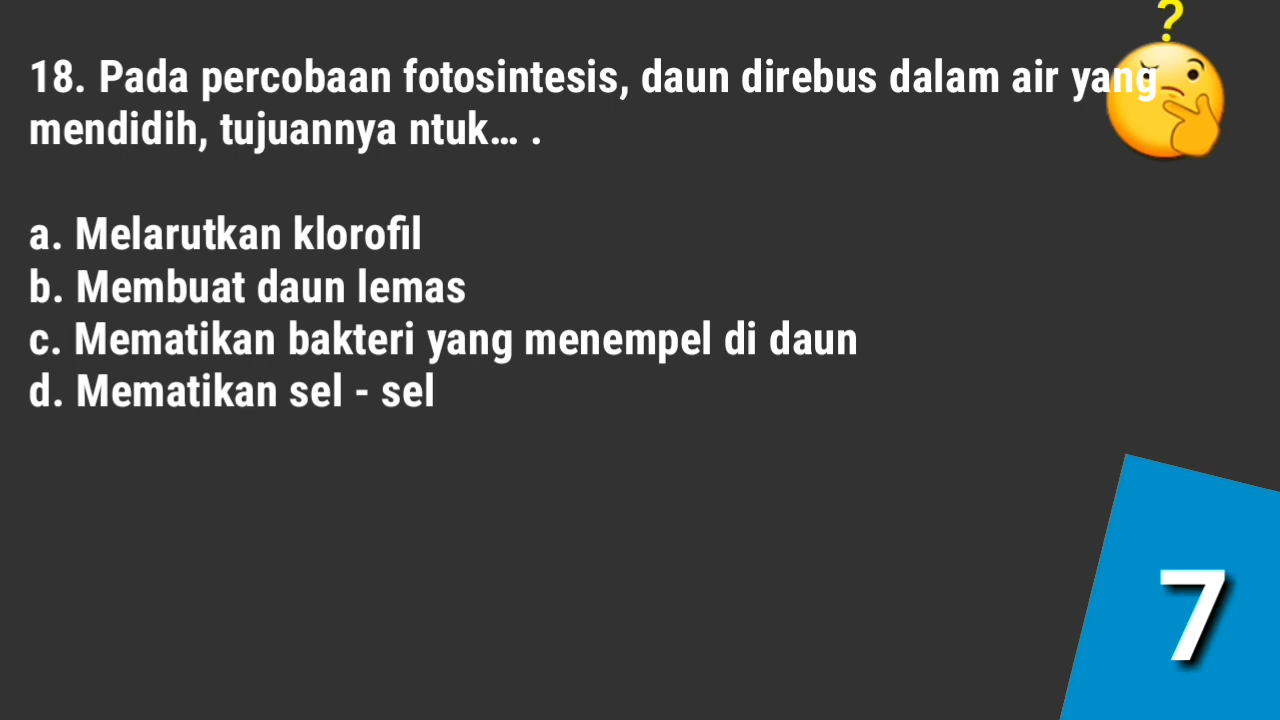 ?
18. Pada percobaan fotosintesis, daun direbus dalam air yang
mendidih, tujuannya ntuk... .
a. Melarutkan klorofil
b. Membuat daun lemas
c. Mematikan bakteri yang menempel di daun
d. Mematikan sel - sel
7